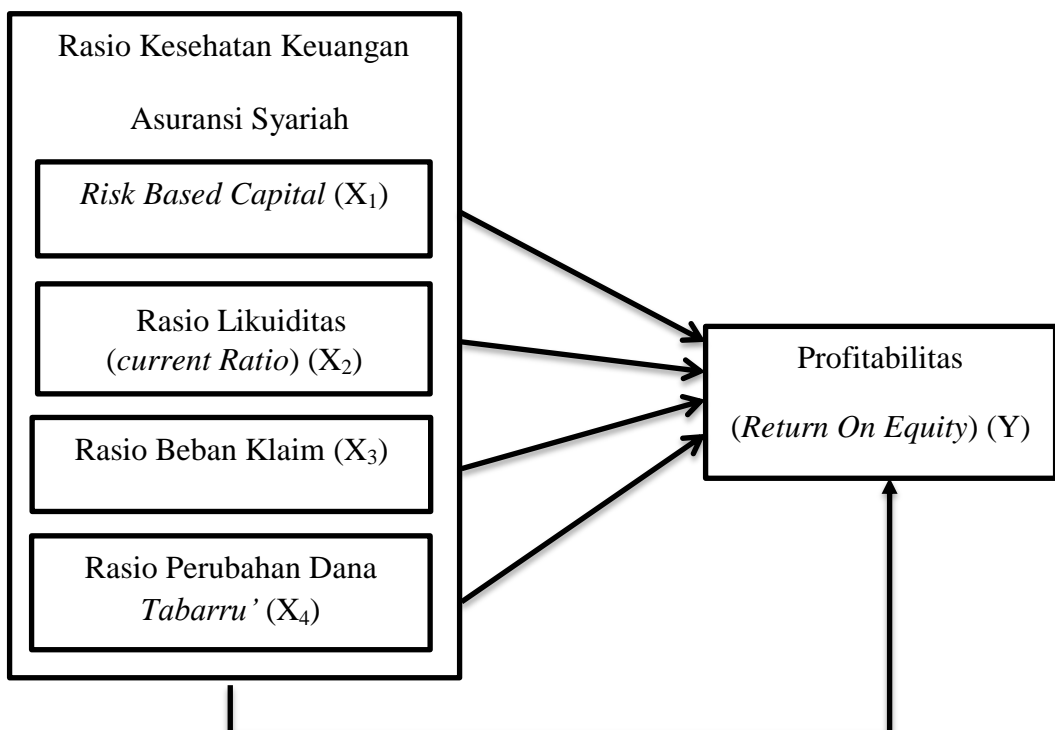 Rasio Kesehatan Keuangan
Asuransi Syariah
Risk Based Capital (X₁)
Rasio Likuiditas
(current Ratio) (X₂)
Rasio Beban Klaim (X₃)
Rasio Perubahan Dana
Tabarru’ (X₄)
Profitabilitas
(Return On Equity) (Y)